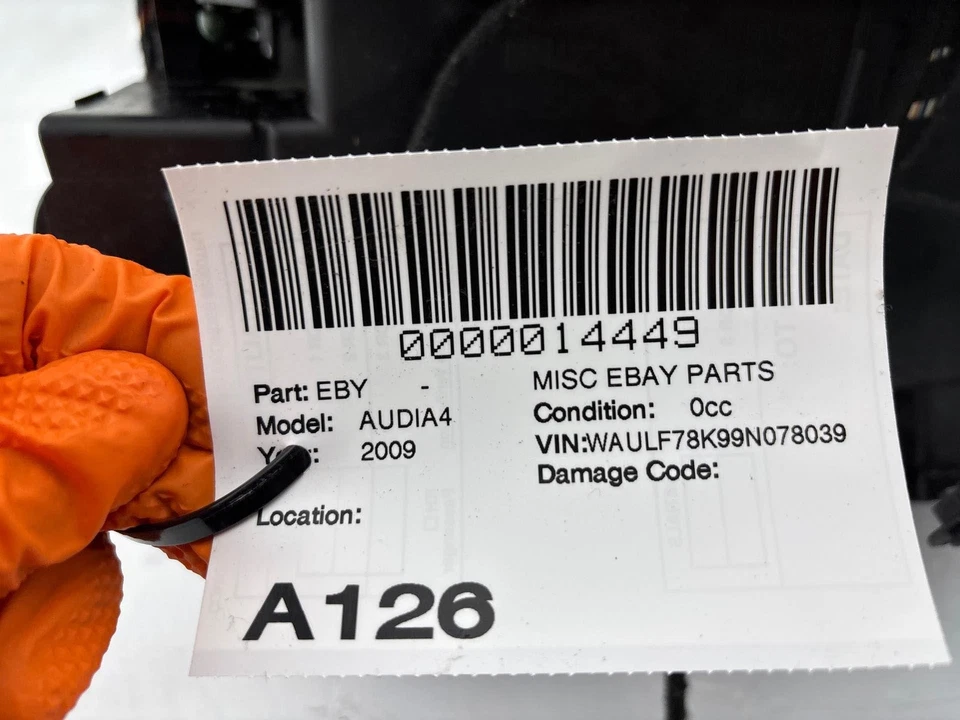 0000014449
Part: EBY - MISC EBAY PARTS
Model: AUDIA4 Condition: 0cc
2009 VIN:WAULF78K99N078039
Damage Code:
Location:
A126